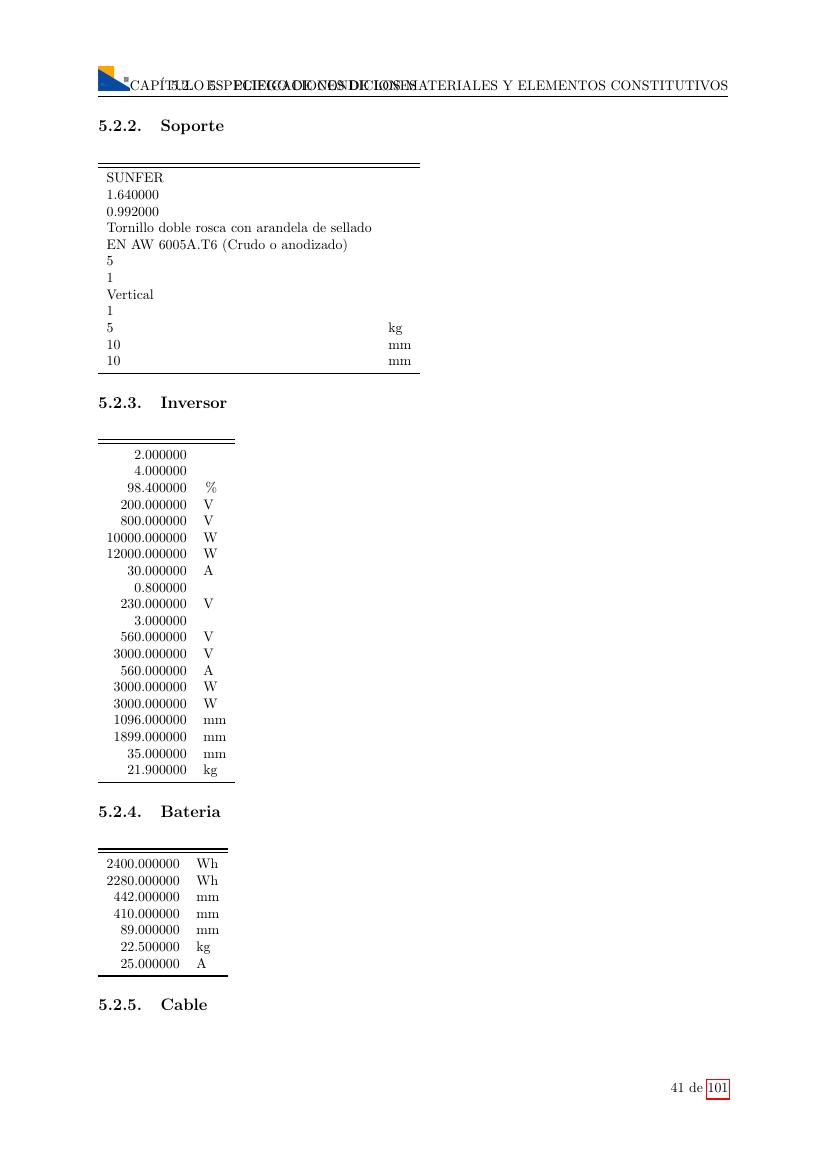 CAPÍTULO 5. PLIEGO DE CONDICIONES
5.2. ESPECIFICACIONES DE LOS MATERIALES Y ELEMENTOS CONSTITUTIVOS
5.2.2. Soporte
SUNFER
1.640000
0.992000
Tornillo doble rosca con arandela de sellado
EN AW 6005A.T6 (Crudo o anodizado)
5
1
Vertical
1
5 kg
10 mm
10 mm
5.2.3. Inversor
2.000000
4.000000
98.400000 %
200.000000 V
800.000000 V
10000.000000 W
12000.000000 W
30.000000 A
0.800000
230.000000 V
3.000000
560.000000 V
3000.000000 V
560.000000 A
3000.000000 W
3000.000000 W
1096.000000 mm
1899.000000 mm
35.000000 mm
21.900000 kg
5.2.4. Bateria
2400.000000 Wh
2280.000000 Wh
442.000000 mm
410.000000 mm
89.000000 mm
22.500000 kg
25.000000 A
5.2.5. Cable
41 de 101